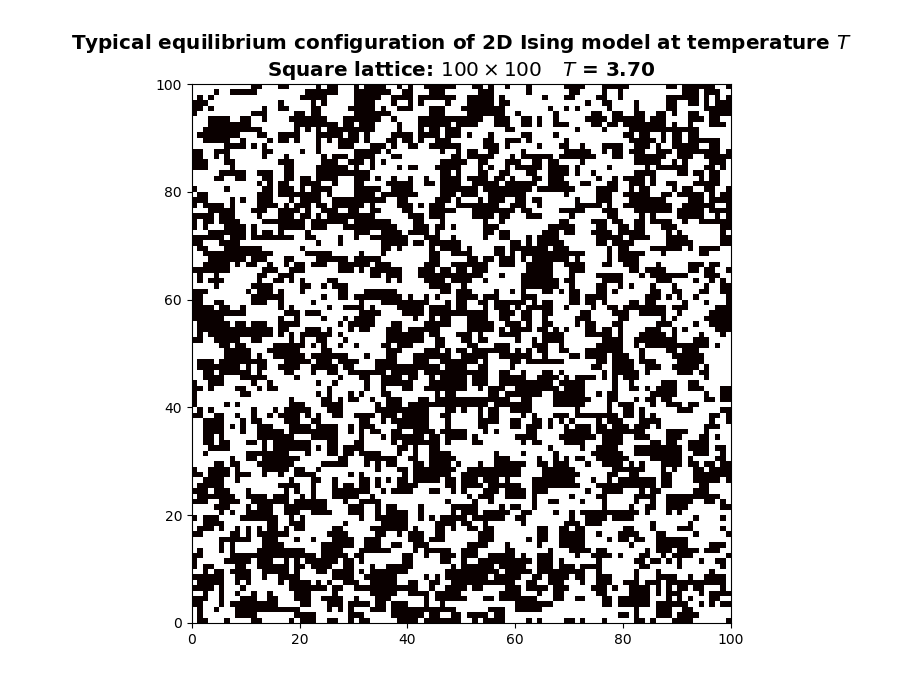 Typical equilibrium configuration of 2D Ising model at temperature T
Square lattice: 100 × 100 T = 3.70
100
80
60
40
20
0
0 20 40 60 80 100